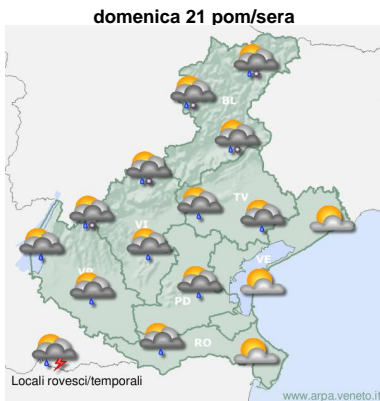 domenica 21 pom/sera
BL
TV
VI
VE
VR
PD
RO
Locali rovesci/temporali
www.arpa.veneto.it